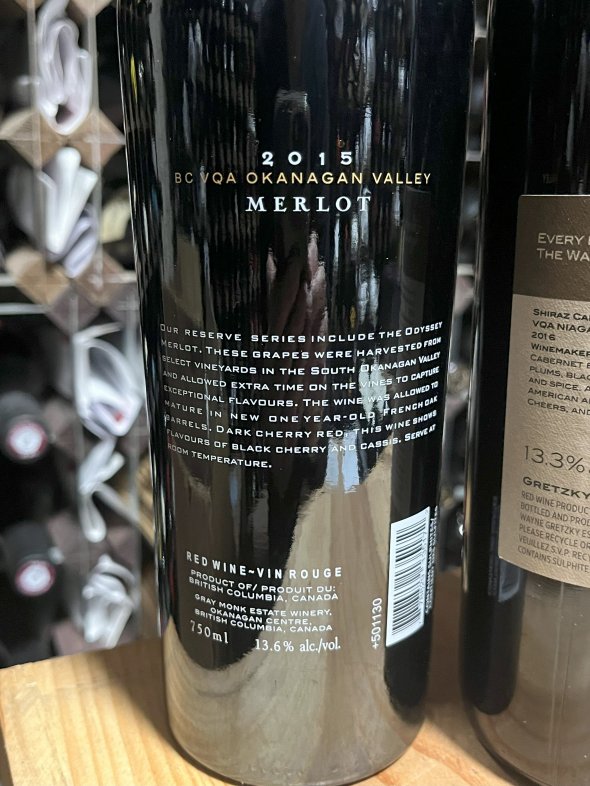 2015
BC VQA OKANAGAN VALLEY
MERLOT
OUR RESERVE SERIES INCLUDE THE ODYSSEY
MERLOT. THESE GRAPES WERE HARVESTED FROM
SELECT VINEYARDS IN THE SOUTH OKANAGAN VALLEY
AND ALLOWED EXTRA TIME ON THE VINES TO CAPTURE
EXCEPTIONAL FLAVOURS. THE WINE WAS ALLOWED TO
MATURE IN NEW ONE YEAR-OLD FRENCH OAK
BARRELS. DARK CHERRY RED, THIS WINE SHOWS
FLAVOURS OF BLACK CHERRY AND CASSIS. SERVE AT
ROOM TEMPERATURE.
RED WINE~VIN ROUGE
PRODUCT OF/ PRODUIT DU:
BRITISH COLUMBIA, CANADA
GRAY MONK ESTATE WINERY,
OKANAGAN CENTRE,
BRITISH COLUMBIA, CANADA
750ml 13.6% alc./vol.
+501130
EVERY
THE WA
SHIRAZ CA
VQA NIAGA
2016
WINEMAKER
CABERNET
PLUMS, BLA
AND SPICE, A
AMERICAN A
CHEERS, AND
13.3%
GRETZKY
RED WINE PRODUC
BOTTLED AND PROD
WAYNE GRETZKY ES
PLEASE RECYCLE OR
VEUILLEZ S.V.P. REC
CONTAINS:SULPHITE